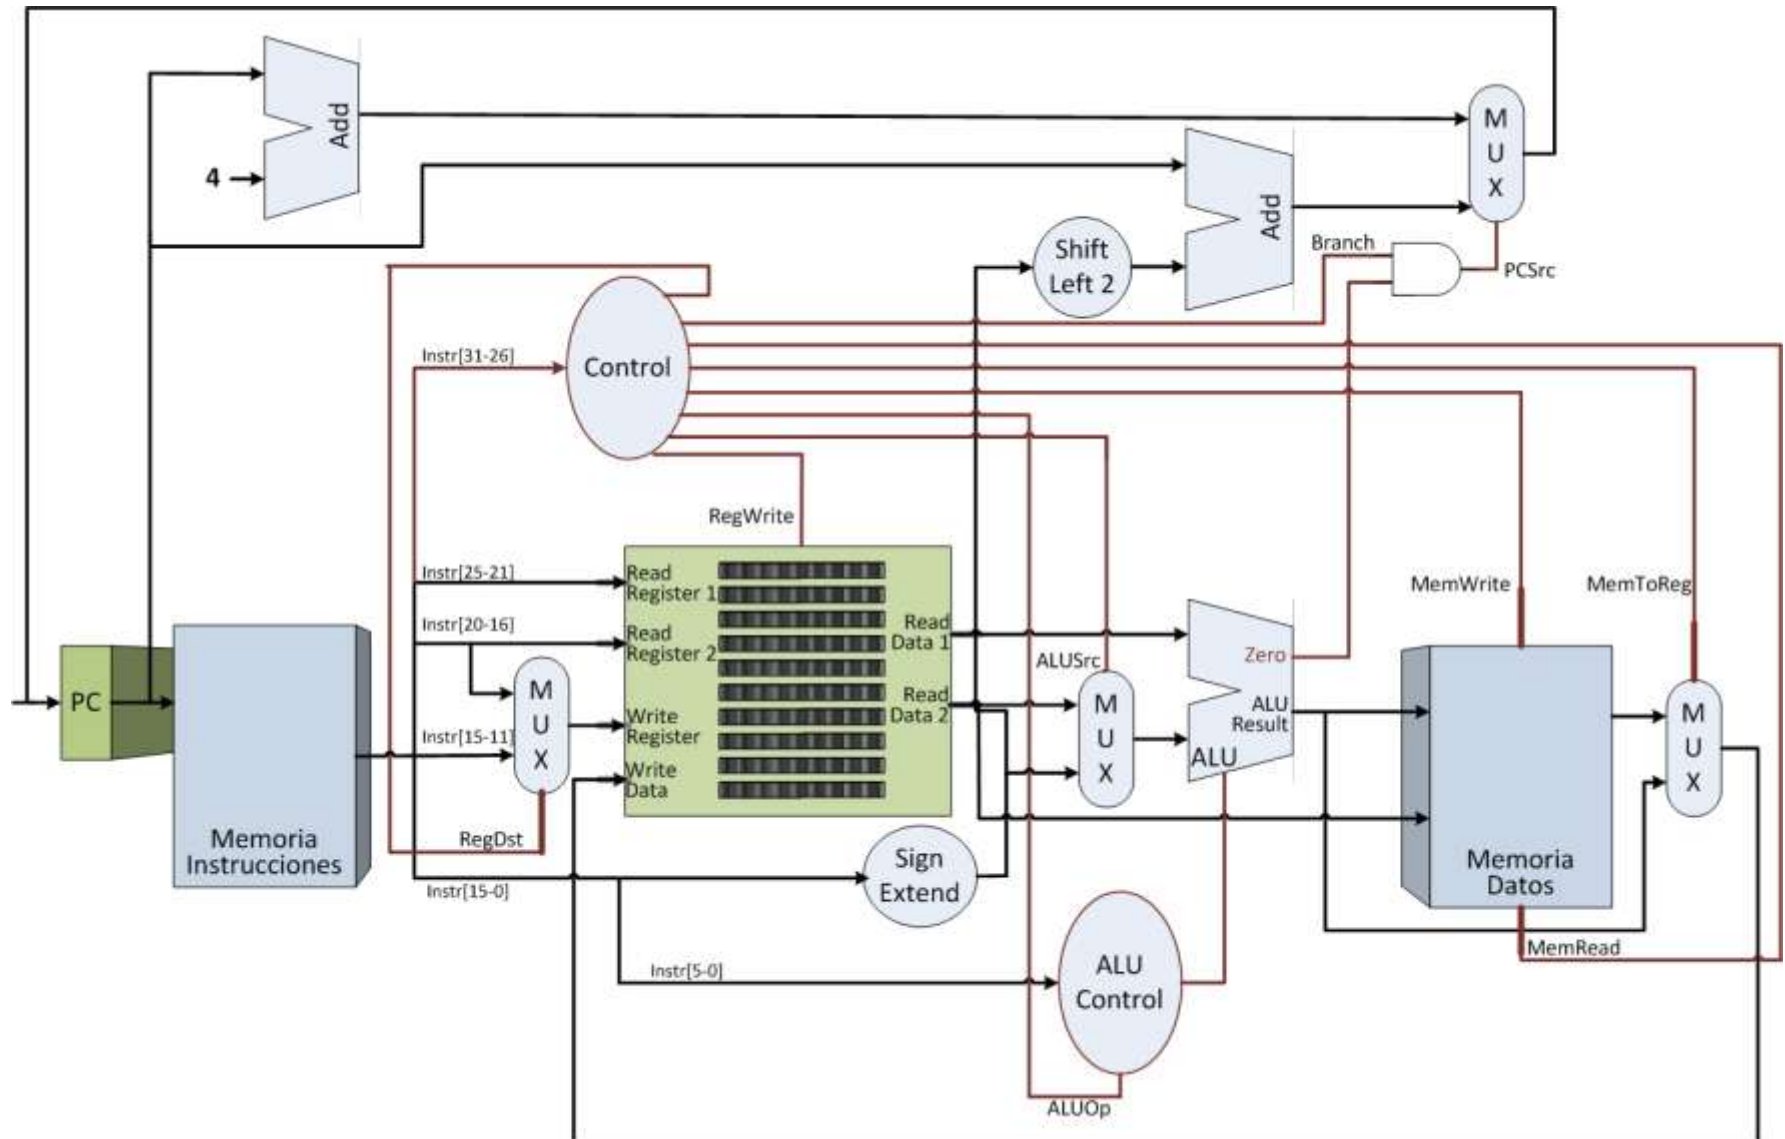 Add
4
M
U
X
Add
Shift
Left 2
Branch
PCSrc
Instr[31-26]
Control
RegWrite
Instr[25-21]
Read
Register 1
Instr[20-16]
Read
Register 2
Read
Data 1
Read
Data 2
M
U
X
Write
Register
Write
Data
Instr[15-11]
RegDst
Instr[15-0]
PC
Memoria
Instrucciones
Sign
Extend
Instr[5-0]
ALUSrc
M
U
X
Zero
ALU
Result
ALU
ALU
Control
ALUOp
MemWrite
MemToReg
Memoria
Datos
MemRead
M
U
X